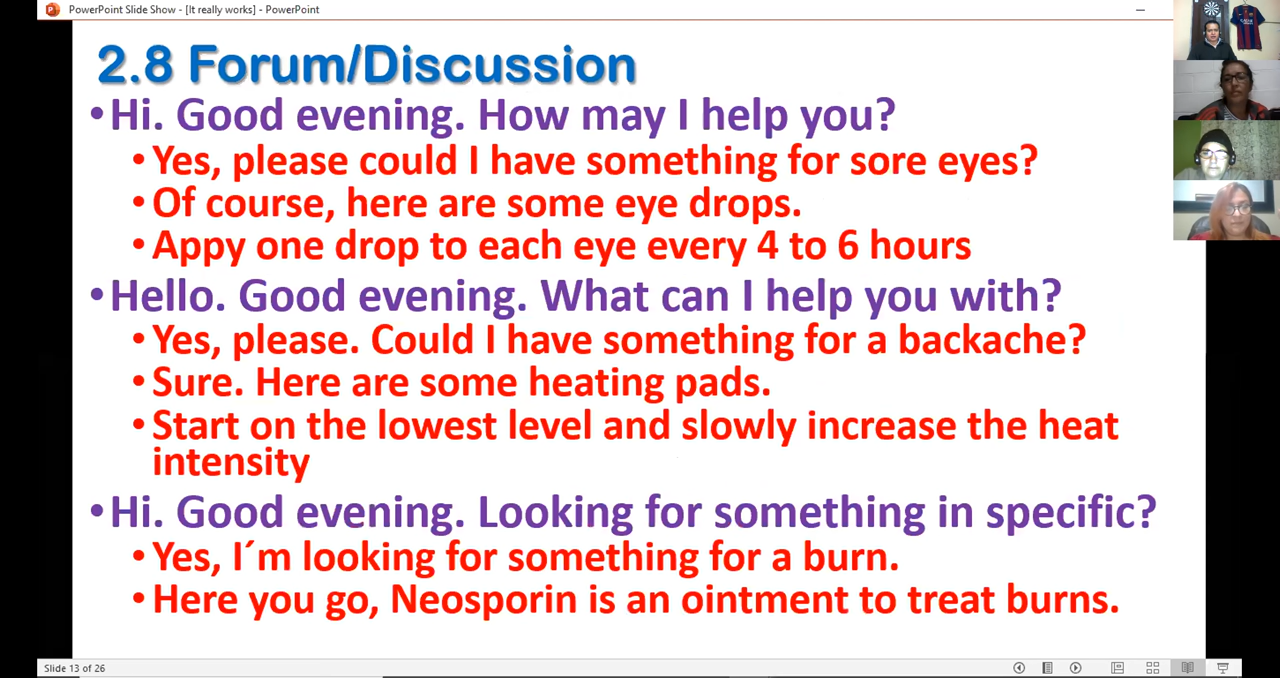 PowerPoint Slide Show - [It really works] - PowerPoint
2.8 Forum/Discussion
•Hi. Good evening. How may I help you?
•Yes, please could I have something for sore eyes?
•Of course, here are some eye drops.
•Appy one drop to each eye every 4 to 6 hours
•Hello. Good evening. What can I help you with?
•Yes, please. Could I have something for a backache?
•Sure. Here are some heating pads.
•Start on the lowest level and slowly increase the heat
intensity
•Hi. Good evening. Looking for something in specific?
•Yes, I´m looking for something for a burn.
•Here you go, Neosporin is an ointment to treat burns.
Slide 13 of 26